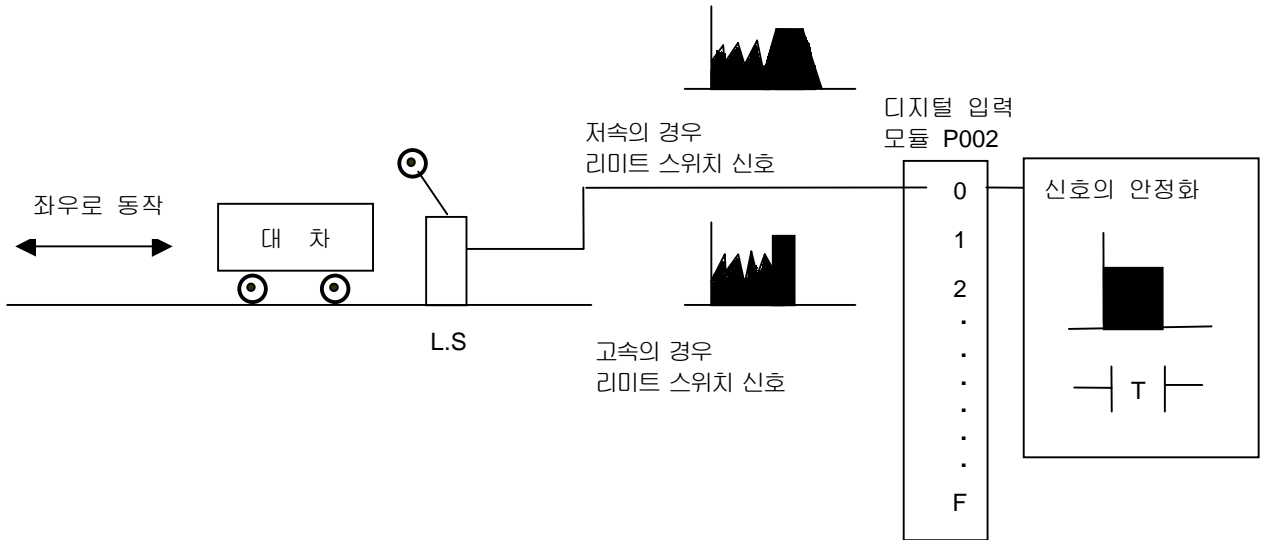 좌우로 동작
대 차
L.S
저속의 경우
리미트 스위치 신호
고속의 경우
리미트 스위치 신호
디지털 입력
모듈 P002
0
1
2
.
.
.
.
.
.
F
신호의 안정화
T